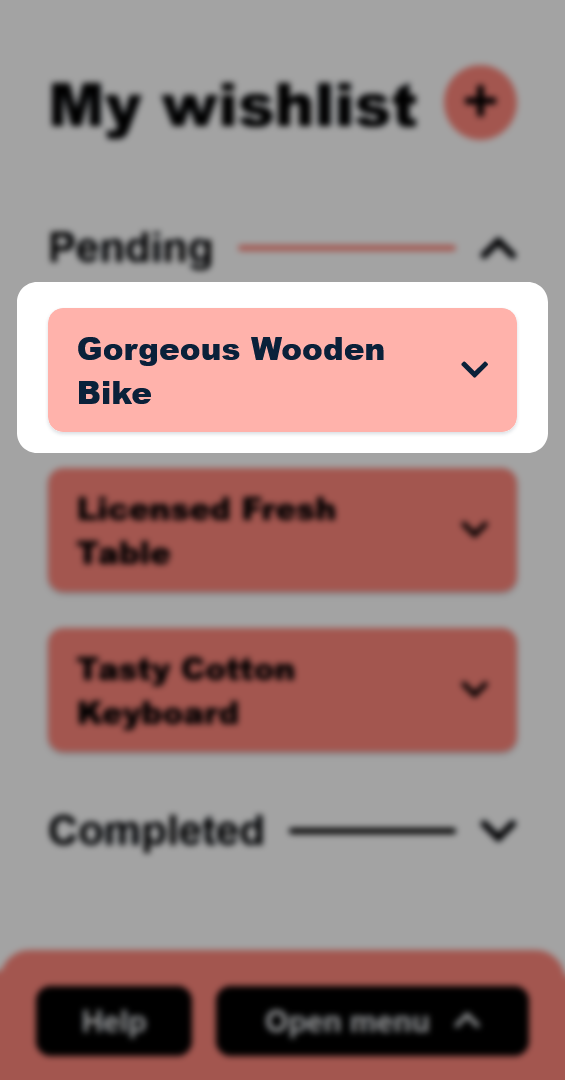 My wishlist
Pending
Gorgeous Wooden
Bike
Licensed Fresh
Table
Tasty Cotton
Keyboard
Completed
Help
Open menu